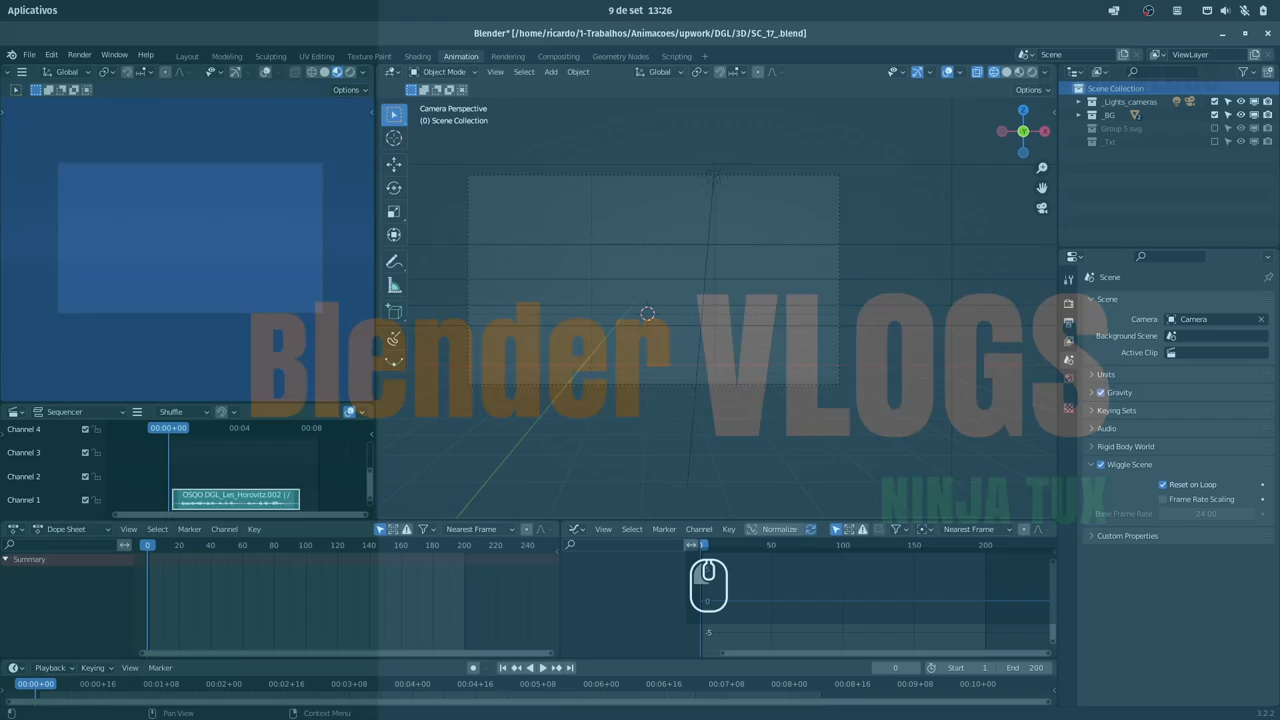 Aplicativos
9 de set 13:26
Blender* [/home/ricardo/1-Trabalhos/Animacoes/upwork/DGL/3D/SC_17_blend]
File Edit Render Window Help Layout Modeling Sculpting UV Editing Texture Paint Shading Animation Rendering Compositing Geometry Nodes Scripting + Scene ViewLayer
Global Object Mode View Select Add Object Global
Options Options
Scene Collection
_Lights_cameras
_BG
Group 5.svg
_Txt
Camera Perspective
(0) Scene Collection
Z
Y
X
Scene
Scene
Camera Camera
Background Scene
Active Clip
Units
Gravity
Keying Sets
Audio
Rigid Body World
Wiggle Scene
Reset on Loop
Frame Rate Scaling
Base Frame Rate 24.00
Custom Properties
Blender VLOGS
NINJA TUX
Sequencer Shuffle
00:00+00 00:04 00:08
Channel 4
Channel 3
Channel 2
Channel 1
OSQO DGL_Les_Horovitz.002 | /
Dope Sheet View Select Marker Channel Key Nearest Frame
0 20 40 60 80 100 120 140 160 180 200 220 240
Summary
View Select Marker Channel Key Normalize Nearest Frame
50 100 150 200
0
-5
Playback Keying View Marker
0 Start 1 End 200
00:00+00 00:00+16 00:01+08 00:02+00 00:02+16 00:03+08 00:04+00 00:04+16 00:05+08 00:06+00 00:06+16 00:07+08 00:08+00 00:08+16 00:09+08 00:10+00
Pan View Context Menu
3.2.2